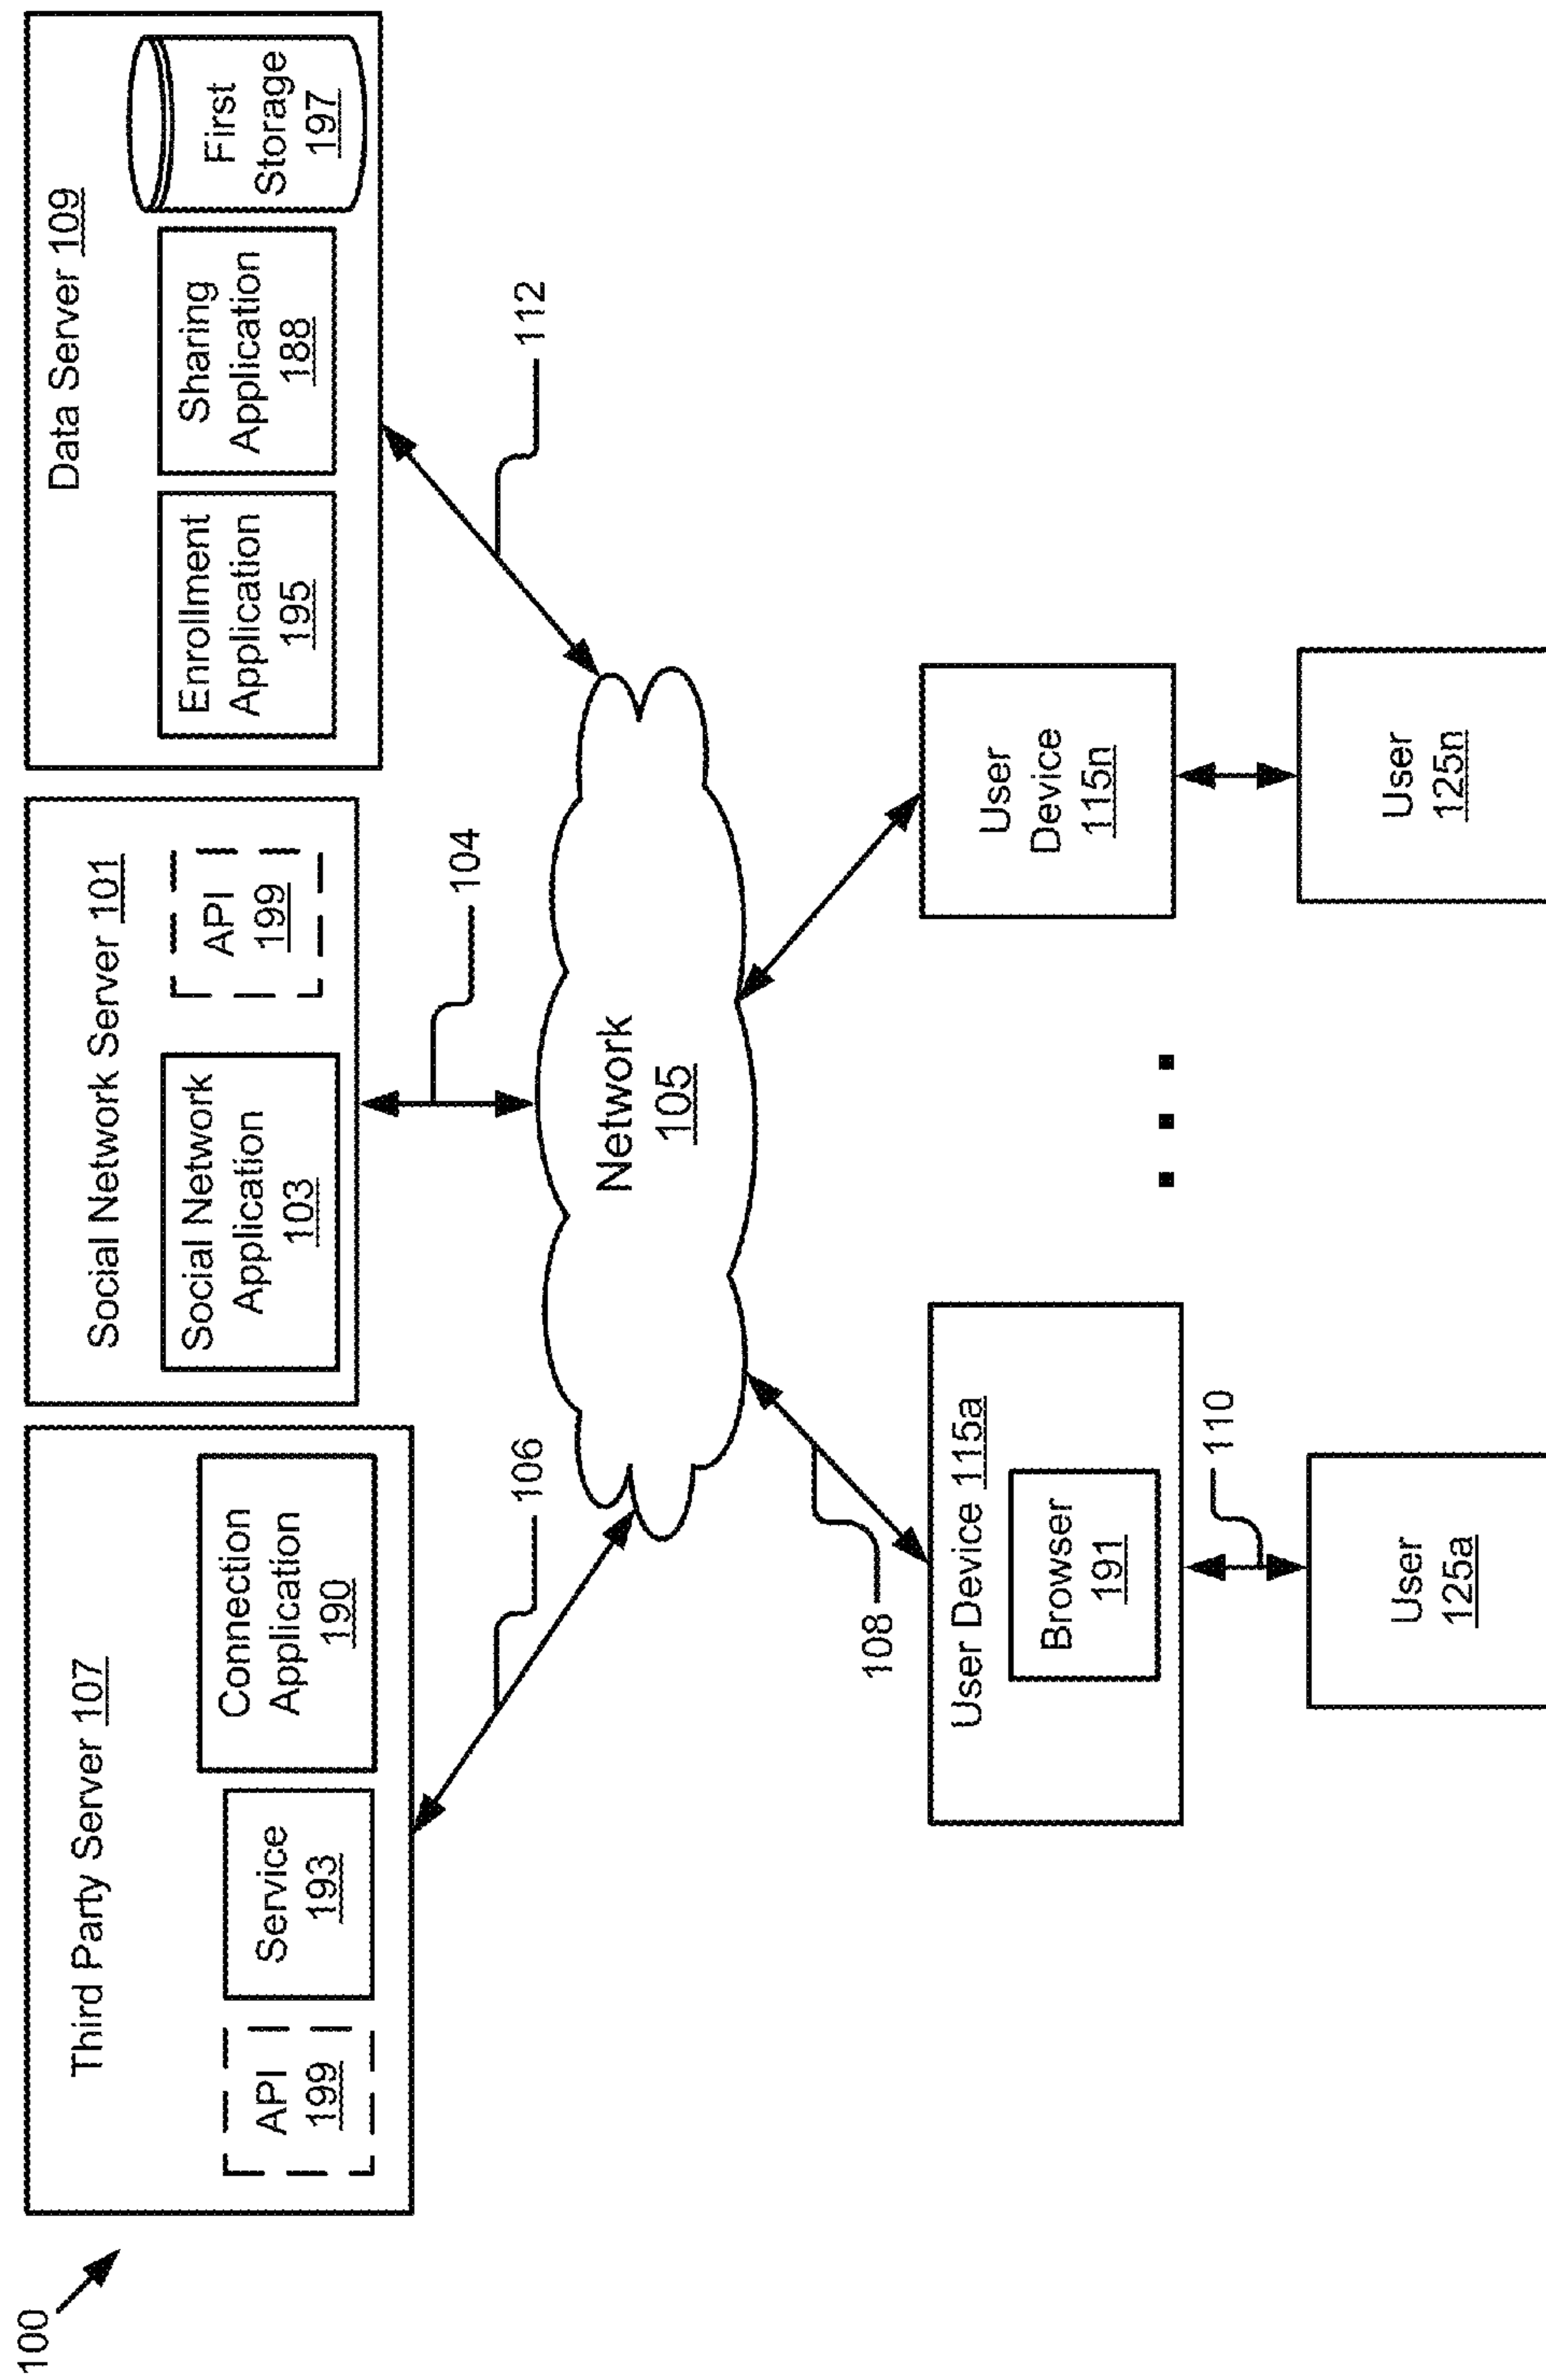 100
Third Party Server 107
API
199
Service
193
Connection
Application
190
Social Network Server 101
Social Network
Application
103
API
199
Data Server 109
Enrollment
Application
195
Sharing
Application
188
First
Storage
197
106
104
112
Network
105
108
User Device 115a
Browser
191
110
User
125a
User
Device
115n
User
125n